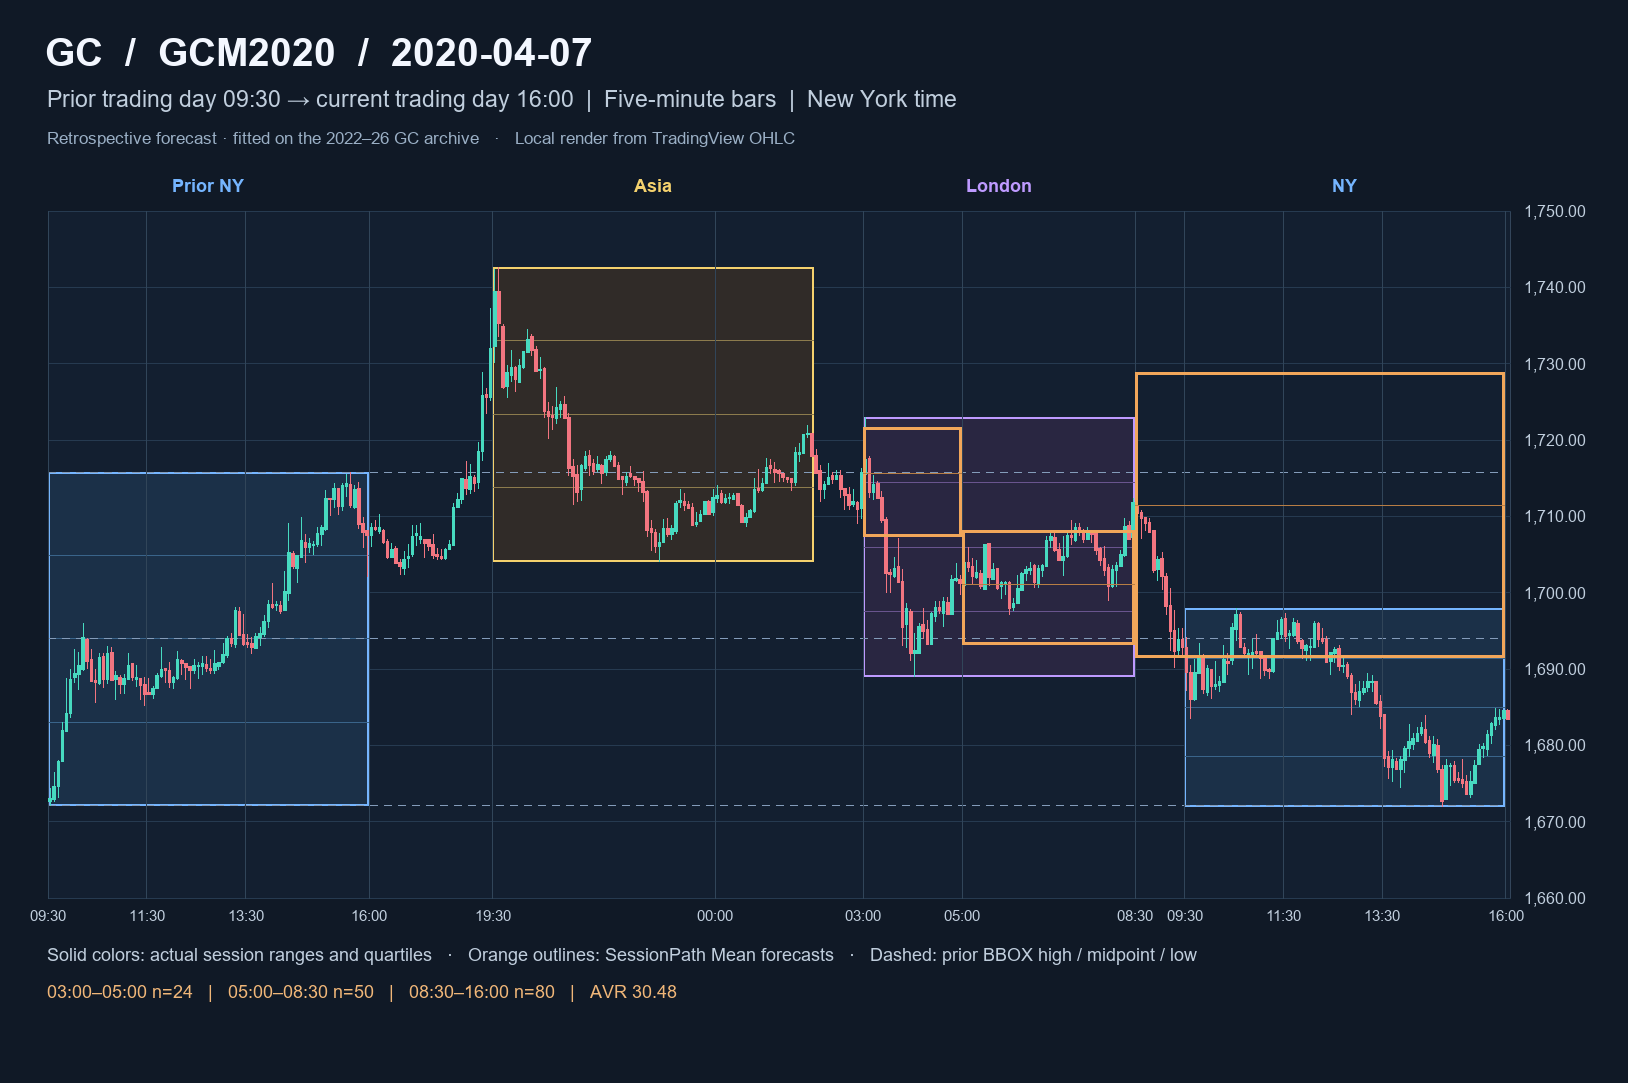 GC / GCM2020 / 2020-04-07
Prior trading day 09:30 → current trading day 16:00 | Five-minute bars | New York time
Retrospective forecast · fitted on the 2022–26 GC archive · Local render from TradingView OHLC
Prior NY Asia London NY
1,750.00
1,740.00
1,730.00
1,720.00
1,710.00
1,700.00
1,690.00
1,680.00
1,670.00
1,660.00
09:30 11:30 13:30 16:00 19:30 00:00 03:00 05:00 08:30 09:30 11:30 13:30 16:00
Solid colors: actual session ranges and quartiles · Orange outlines: SessionPath Mean forecasts · Dashed: prior BBOX high / midpoint / low
03:00–05:00 n=24 | 05:00–08:30 n=50 | 08:30–16:00 n=80 | AVR 30.48